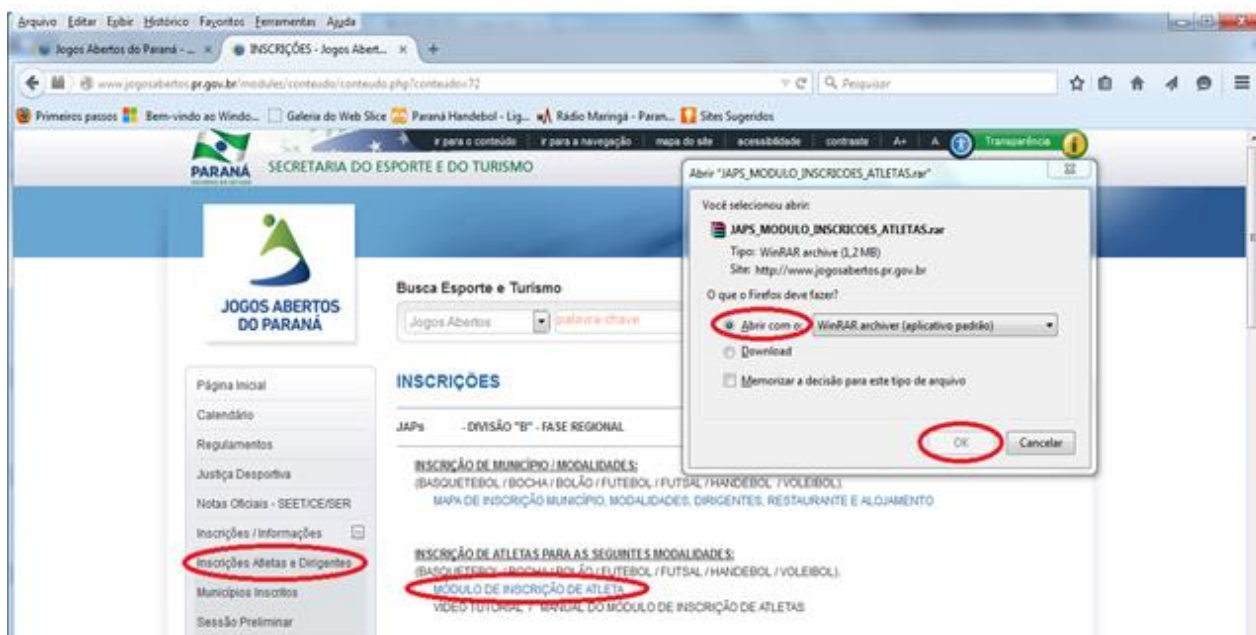 Arquivo Editar Exibir Histórico Favoritos Ferramentas Ajuda
Jogos Abertos do Paraná - ... × INSCRIÇÕES - Jogos Abert... × +
www.jogosabertos.pr.gov.br/modules/conteudo/conteudo.php?conteudo=72 Pesquisar
Primeiros passos Bem-vindo ao Windo... Galeria do Web Slice Paraná Handebol - Lig... Rádio Maringá - Paran... Sites Sugeridos
ir para o conteúdo ir para a navegação mapa do site acessibilidade contraste A+ A Transparência
PARANÁ
SECRETARIA DO ESPORTE E DO TURISMO
JOGOS ABERTOS
DO PARANÁ
Busca Esporte e Turismo
Jogos Abertos palavra-chave
Página Inicial
Calendário
Regulamentos
Justiça Desportiva
Notas Oficiais - SEET/CE/SER
Inscrições / Informações
Inscrições Atletas e Dirigentes
Municípios Inscritos
Sessão Preliminar
INSCRIÇÕES
JAPs - DIVISÃO "B" - FASE REGIONAL
INSCRIÇÃO DE MUNICÍPIO / MODALIDADES:
(BASQUETEBOL / BOCHA / BOLÃO / FUTEBOL / FUTSAL / HANDEBOL / VOLEIBOL).
MAPA DE INSCRIÇÃO MUNICÍPIO, MODALIDADES, DIRIGENTES, RESTAURANTE E ALOJAMENTO
INSCRIÇÃO DE ATLETAS PARA AS SEGUINTES MODALIDADES:
(BASQUETEBOL / BOCHA / BOLÃO / FUTEBOL / FUTSAL / HANDEBOL / VOLEIBOL).
MÓDULO DE INSCRIÇÃO DE ATLETA
VIDEO TUTORIAL / MANUAL DO MÓDULO DE INSCRIÇÃO DE ATLETAS
Abrir "JAPS_MODULO_INSCRICOES_ATLETAS.rar"
Você selecionou abrir:
JAPS_MODULO_INSCRICOES_ATLETAS.rar
Tipo: WinRAR archive (1,2 MB)
Site: http://www.jogosabertos.pr.gov.br
O que o Firefox deve fazer?
Abrir com o: WinRAR archiver (aplicativo padrão)
Download
Memorizar a decisão para este tipo de arquivo
OK Cancelar